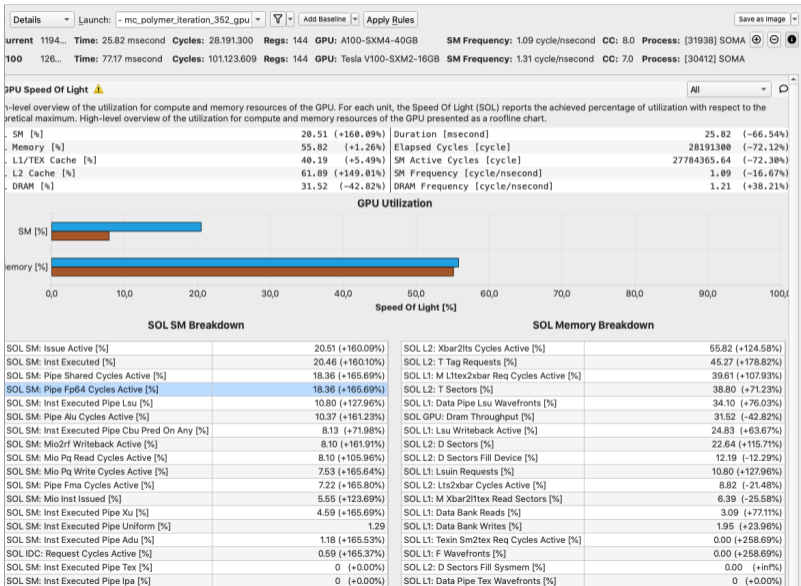 Details Launch: - mc_polymer_iteration_352_gpu Add Baseline Apply Rules Save as Image
urrent 1194... Time: 25.82 msecond Cycles: 28.191.300 Regs: 144 GPU: A100-SXM4-40GB SM Frequency: 1.09 cycle/nsecond CC: 8.0 Process: [31938] SOMA
/100 126... Time: 77.17 msecond Cycles: 101.123.609 Regs: 144 GPU: Tesla V100-SXM2-16GB SM Frequency: 1.31 cycle/nsecond CC: 7.0 Process: [30412] SOMA
GPU Speed Of Light All
n-level overview of the utilization for compute and memory resources of the GPU. For each unit, the Speed Of Light (SOL) reports the achieved percentage of utilization with respect to the
oretical maximum. High-level overview of the utilization for compute and memory resources of the GPU presented as a roofline chart.
. SM [%] 20.51 (+160.09%) Duration [msecond] 25.82 (-66.54%)
. Memory [%] 55.82 (+1.26%) Elapsed Cycles [cycle] 28191300 (-72.12%)
. L1/TEX Cache [%] 40.19 (+5.49%) SM Active Cycles [cycle] 27784365.64 (-72.30%)
. L2 Cache [%] 61.89 (+149.01%) SM Frequency [cycle/nsecond] 1.09 (-16.67%)
. DRAM [%] 31.52 (-42.82%) DRAM Frequency [cycle/nsecond] 1.21 (+38.21%)
GPU Utilization
SM [%]
emory [%]
0,0 10,0 20,0 30,0 40,0 50,0 60,0 70,0 80,0 90,0 100,0
Speed Of Light [%]
SOL SM Breakdown SOL Memory Breakdown
SOL SM: Issue Active [%] 20.51 (+160.09%) SOL L2: Xbar2lts Cycles Active [%] 55.82 (+124.58%)
SOL SM: Inst Executed [%] 20.46 (+160.10%) SOL L2: T Tag Requests [%] 45.27 (+178.82%)
SOL SM: Pipe Shared Cycles Active [%] 18.36 (+165.69%) SOL L1: M L1tex2xbar Req Cycles Active [%] 39.61 (+107.93%)
SOL SM: Pipe Fp64 Cycles Active [%] 18.36 (+165.69%) SOL L2: T Sectors [%] 38.80 (+71.23%)
SOL SM: Inst Executed Pipe Lsu [%] 10.80 (+127.96%) SOL L1: Data Pipe Lsu Wavefronts [%] 34.10 (+76.03%)
SOL SM: Pipe Alu Cycles Active [%] 10.37 (+161.23%) SOL GPU: Dram Throughput [%] 31.52 (-42.82%)
SOL SM: Inst Executed Pipe Cbu Pred On Any [%] 8.13 (+71.98%) SOL L1: Lsu Writeback Active [%] 24.83 (+63.67%)
SOL SM: Mio2rf Writeback Active [%] 8.10 (+161.91%) SOL L2: D Sectors [%] 22.64 (+115.71%)
SOL SM: Mio Pq Read Cycles Active [%] 8.10 (+105.96%) SOL L2: D Sectors Fill Device [%] 12.19 (-12.29%)
SOL SM: Mio Pq Write Cycles Active [%] 7.53 (+165.64%) SOL L1: Lsuin Requests [%] 10.80 (+127.96%)
SOL SM: Pipe Fma Cycles Active [%] 7.22 (+165.80%) SOL L2: Lts2xbar Cycles Active [%] 8.82 (-21.48%)
SOL SM: Mio Inst Issued [%] 5.55 (+123.69%) SOL L1: M Xbar2l1tex Read Sectors [%] 6.39 (-25.58%)
SOL SM: Inst Executed Pipe Xu [%] 4.59 (+165.69%) SOL L1: Data Bank Reads [%] 3.09 (+77.11%)
SOL SM: Inst Executed Pipe Uniform [%] 1.29 SOL L1: Data Bank Writes [%] 1.95 (+23.96%)
SOL SM: Inst Executed Pipe Adu [%] 1.18 (+165.53%) SOL L1: Texin Sm2tex Req Cycles Active [%] 0.00 (+258.69%)
SOL IDC: Request Cycles Active [%] 0.59 (+165.37%) SOL L1: F Wavefronts [%] 0.00 (+258.69%)
SOL SM: Inst Executed Pipe Tex [%] 0 (+0.00%) SOL L2: D Sectors Fill Sysmem [%] 0.00 (+inf%)
SOL SM: Inst Executed Pipe Ipa [%] 0 (+0.00%) SOL L1: Data Pipe Tex Wavefronts [%] 0 (+0.00%)